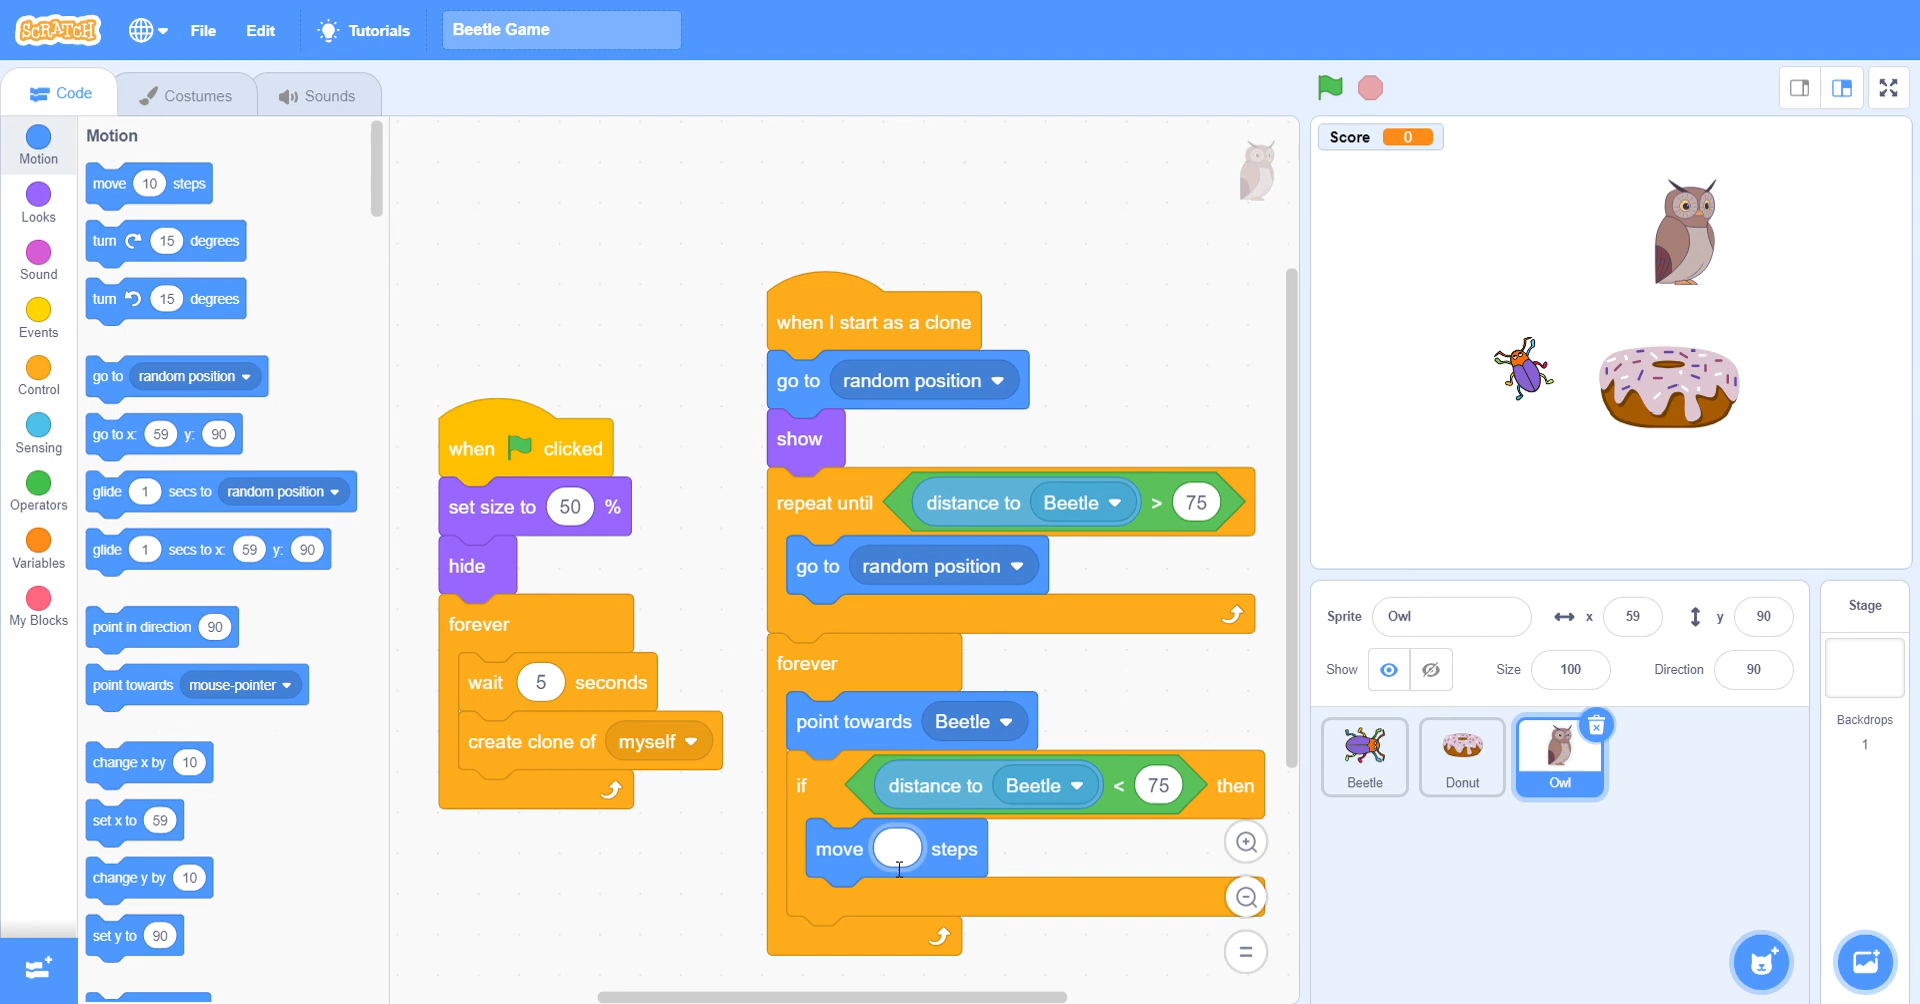 SCRATCH File Edit Tutorials Beetle Game
Code Costumes Sounds
Motion
Looks
Sound
Events
Control
Sensing
Operators
Variables
My Blocks
Motion
move 10 steps
turn 15 degrees
turn 15 degrees
go to random position
go to x: 59 y: 90
glide 1 secs to random position
glide 1 secs to x: 59 y: 90
point in direction 90
point towards mouse-pointer
change x by 10
set x to 59
change y by 10
set y to 90
when clicked
set size to 50 %
hide
forever
wait 5 seconds
create clone of myself
when I start as a clone
go to random position
show
repeat until distance to Beetle > 75
go to random position
forever
point towards Beetle
if distance to Beetle < 75 then
move steps
Score 0
Sprite Owl x 59 y 90
Show Size 100 Direction 90
Beetle
Donut
Owl
Stage
Backdrops
1